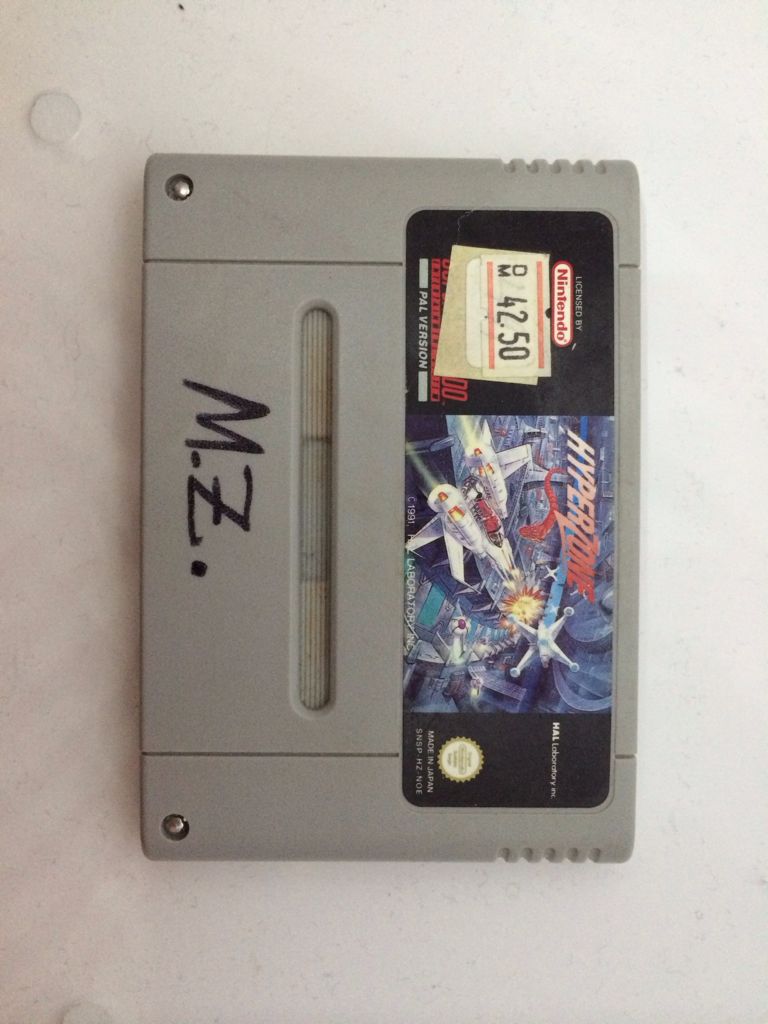 LICENSED BY
Nintendo
DM 42.50
PAL VERSION
HYPERZONE
© 1991, HAL LABORATORY INC.
HAL Laboratory inc.
MADE IN JAPAN
SNSP-HZ-NOE
M.Z.